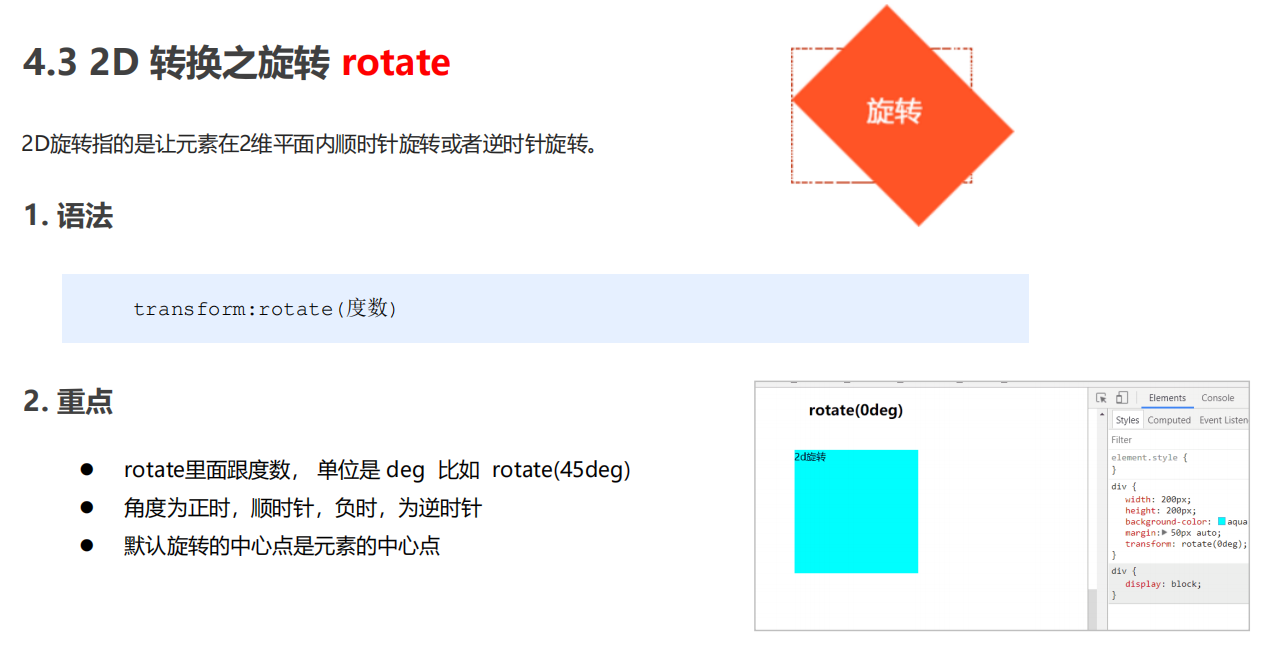 4.3 2D 转换之旋转 rotate
旋转
2D旋转指的是让元素在2维平面内顺时针旋转或者逆时针旋转。
1. 语法
transform:rotate(度数)
2. 重点
rotate里面跟度数， 单位是 deg 比如 rotate(45deg)
角度为正时，顺时针，负时，为逆时针
默认旋转的中心点是元素的中心点
rotate(0deg)
2d旋转
Elements Console
Styles Computed Event Listen
Filter
element.style {
}
div {
width: 200px;
height: 200px;
background-color: aqua
margin: 50px auto;
transform: rotate(0deg);
}
div {
display: block;
}